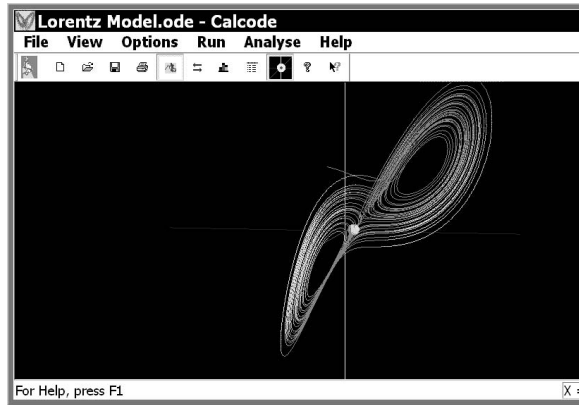 Lorentz Model.ode - Calcode
File View Options Run Analyse Help
For Help, press F1 X =